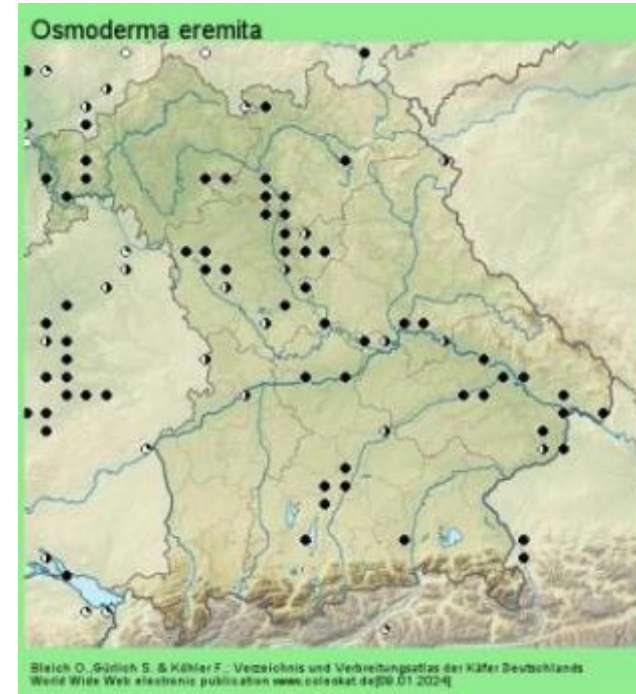 Osmoderma eremita
Bleich O., Gürlich S. & Köhler F.: Verzeichnis und Verbreitungsatlas der Käfer Deutschlands
World Wide Web electronic publication www.coleokat.de[09.01.2024]